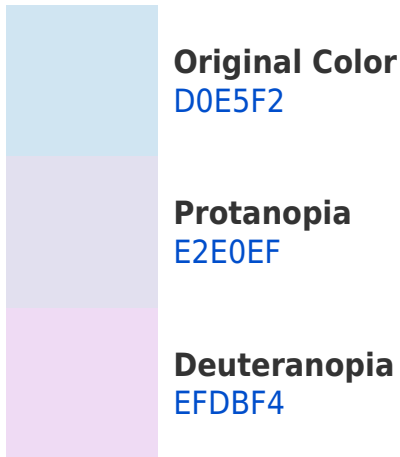 Original Color
D0E5F2
Protanopia
E2E0EF
Deuteranopia
EFDBF4